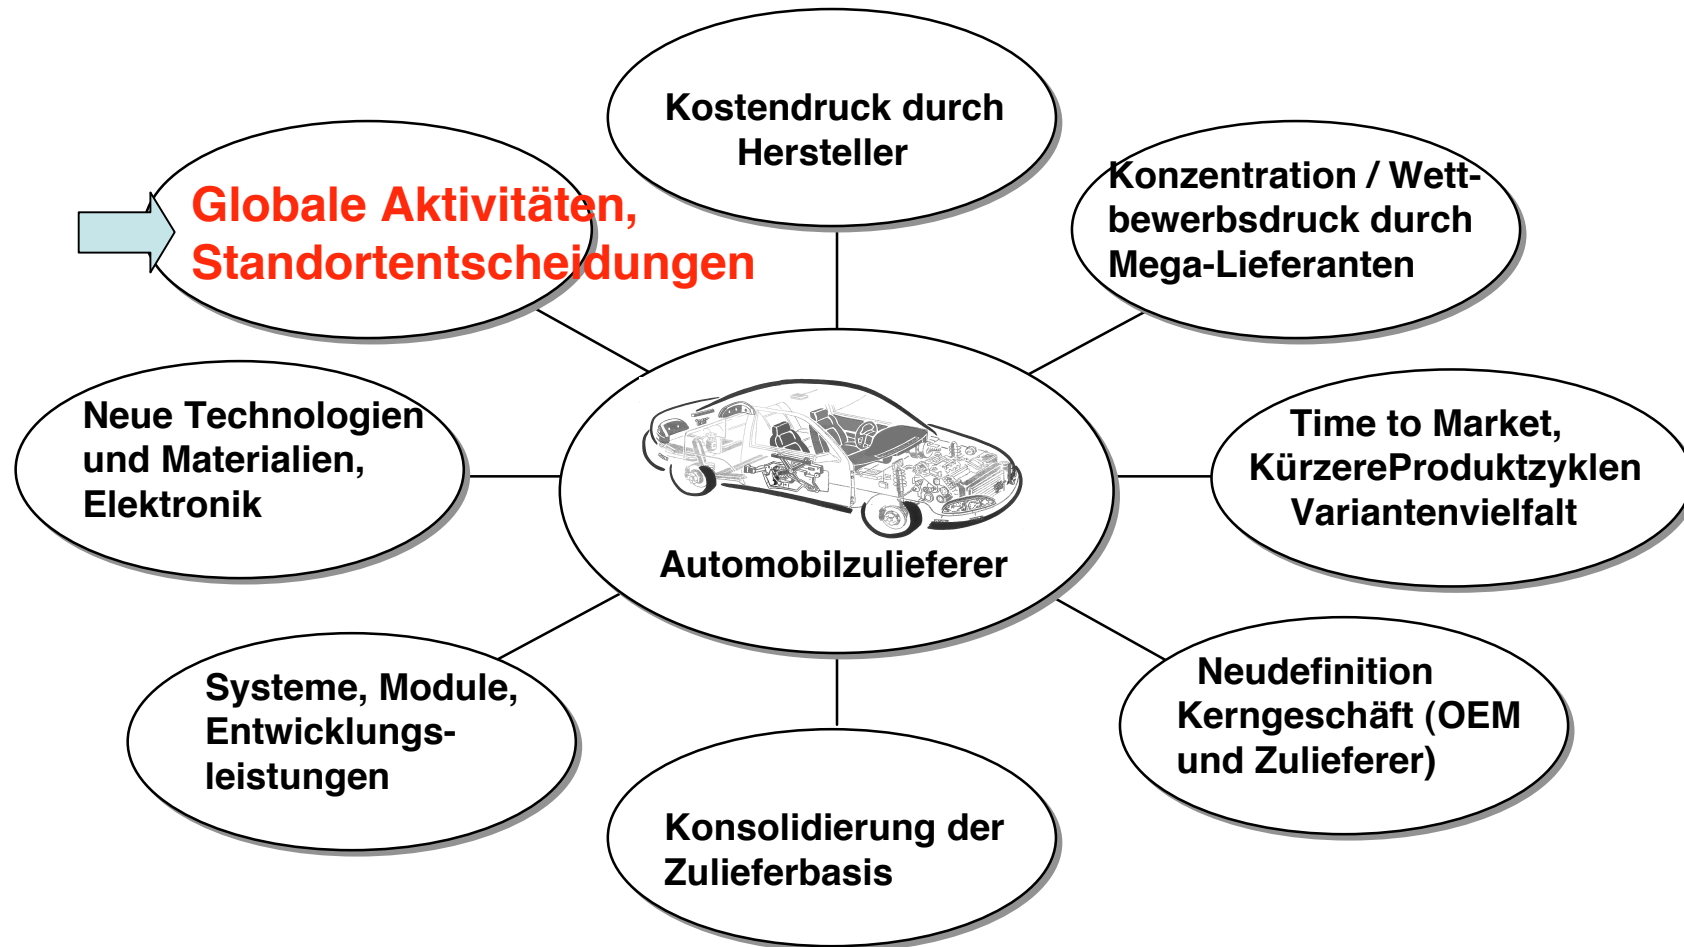 Kostendruck durch
Hersteller
Globale Aktivitäten,
Standortentscheidungen
Konzentration / Wett-
bewerbsdruck durch
Mega-Lieferanten
Neue Technologien
und Materialien,
Elektronik
Time to Market,
KürzereProduktzyklen
Variantenvielfalt
Automobilzulieferer
Systeme, Module,
Entwicklungs-
leistungen
Neudefinition
Kerngeschäft (OEM
und Zulieferer)
Konsolidierung der
Zulieferbasis